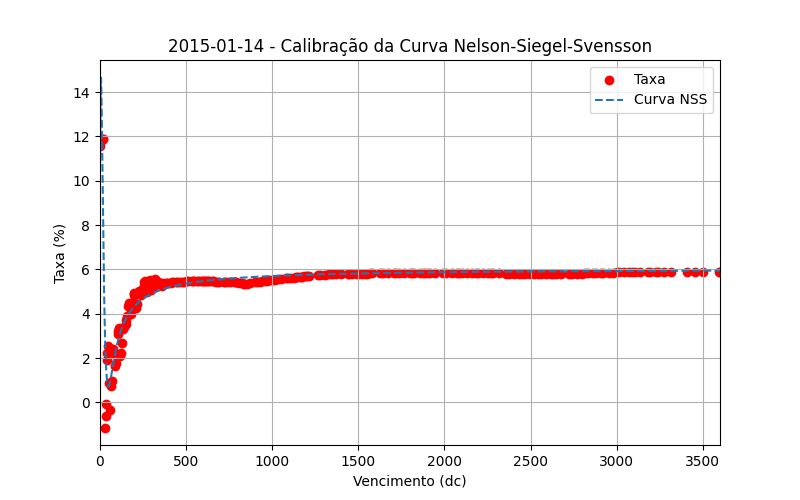 2015-01-14 - Calibração da Curva Nelson-Siegel-Svensson
Taxa
Curva NSS
Taxa (%)
14
12
10
8
6
4
2
0
0 500 1000 1500 2000 2500 3000 3500
Vencimento (dc)